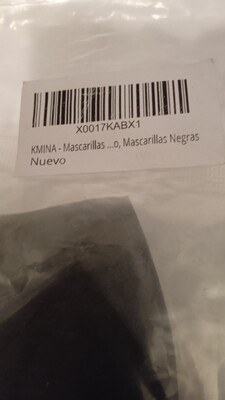 X0017KABX1
KMINA - Mascarillas ...o, Mascarillas Negras
Nuevo